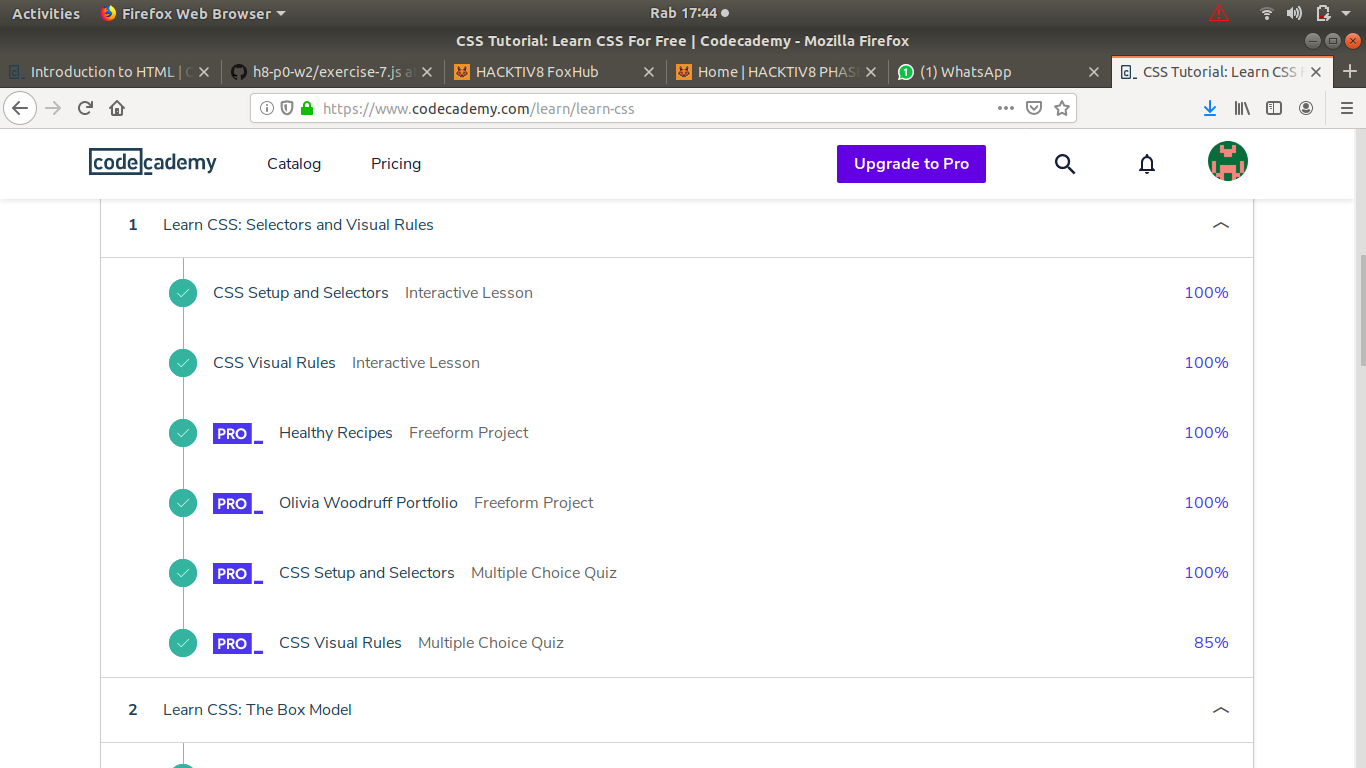 Activities Firefox Web Browser Rab 17:44
CSS Tutorial: Learn CSS For Free | Codecademy - Mozilla Firefox
Introduction to HTML | h8-p0-w2/exercise-7.js HACKTIV8 FoxHub Home | HACKTIV8 (1) WhatsApp CSS Tutorial: Learn CSS
https://www.codecademy.com/learn/learn-css
codecademy Catalog Pricing Upgrade to Pro
1 Learn CSS: Selectors and Visual Rules
CSS Setup and Selectors Interactive Lesson 100%
CSS Visual Rules Interactive Lesson 100%
PRO Healthy Recipes Freeform Project 100%
PRO Olivia Woodruff Portfolio Freeform Project 100%
PRO CSS Setup and Selectors Multiple Choice Quiz 100%
PRO CSS Visual Rules Multiple Choice Quiz 85%
2 Learn CSS: The Box Model